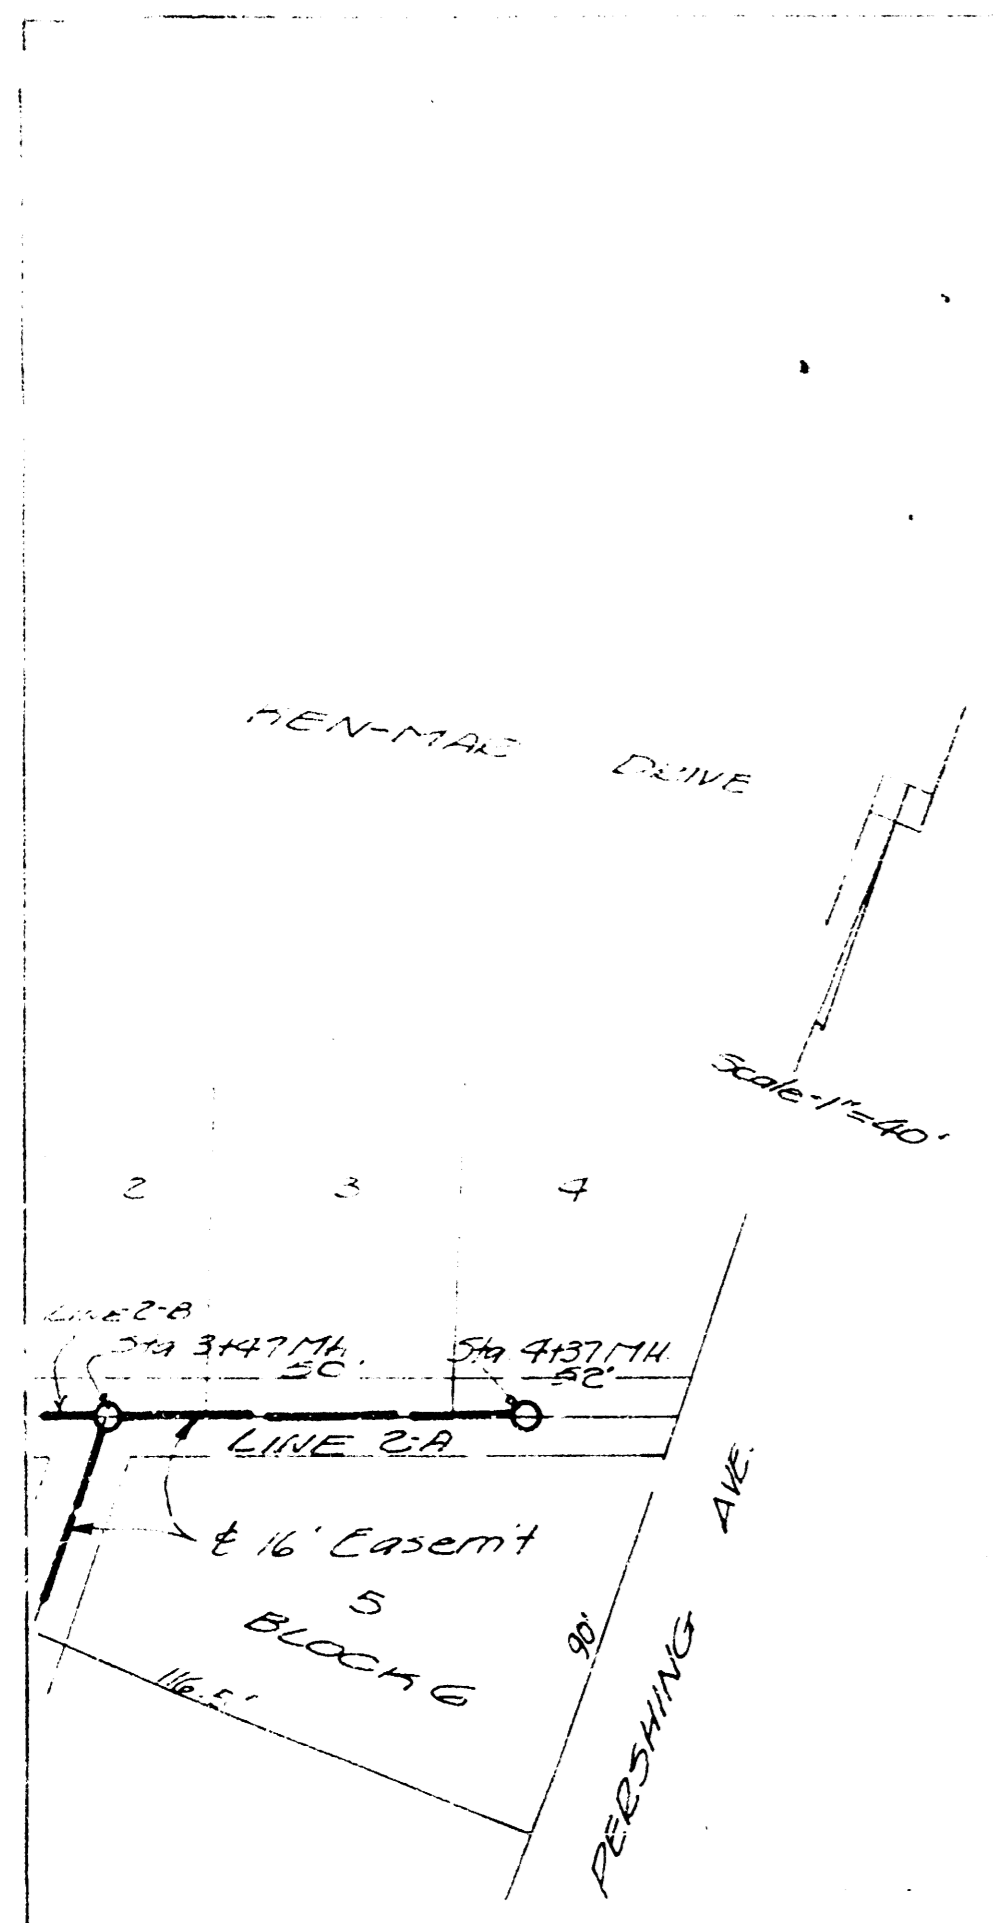 KEN-MAR DRIVE
Scale-1"=40'
2
3
4
LINE 2-B
Sta 3+47 MH
50'
Sta 4+37 MH
52'
LINE 2-A
℄ 16' Easem't
5
BLOCK 6
116.5'
90'
PERSHING AVE.